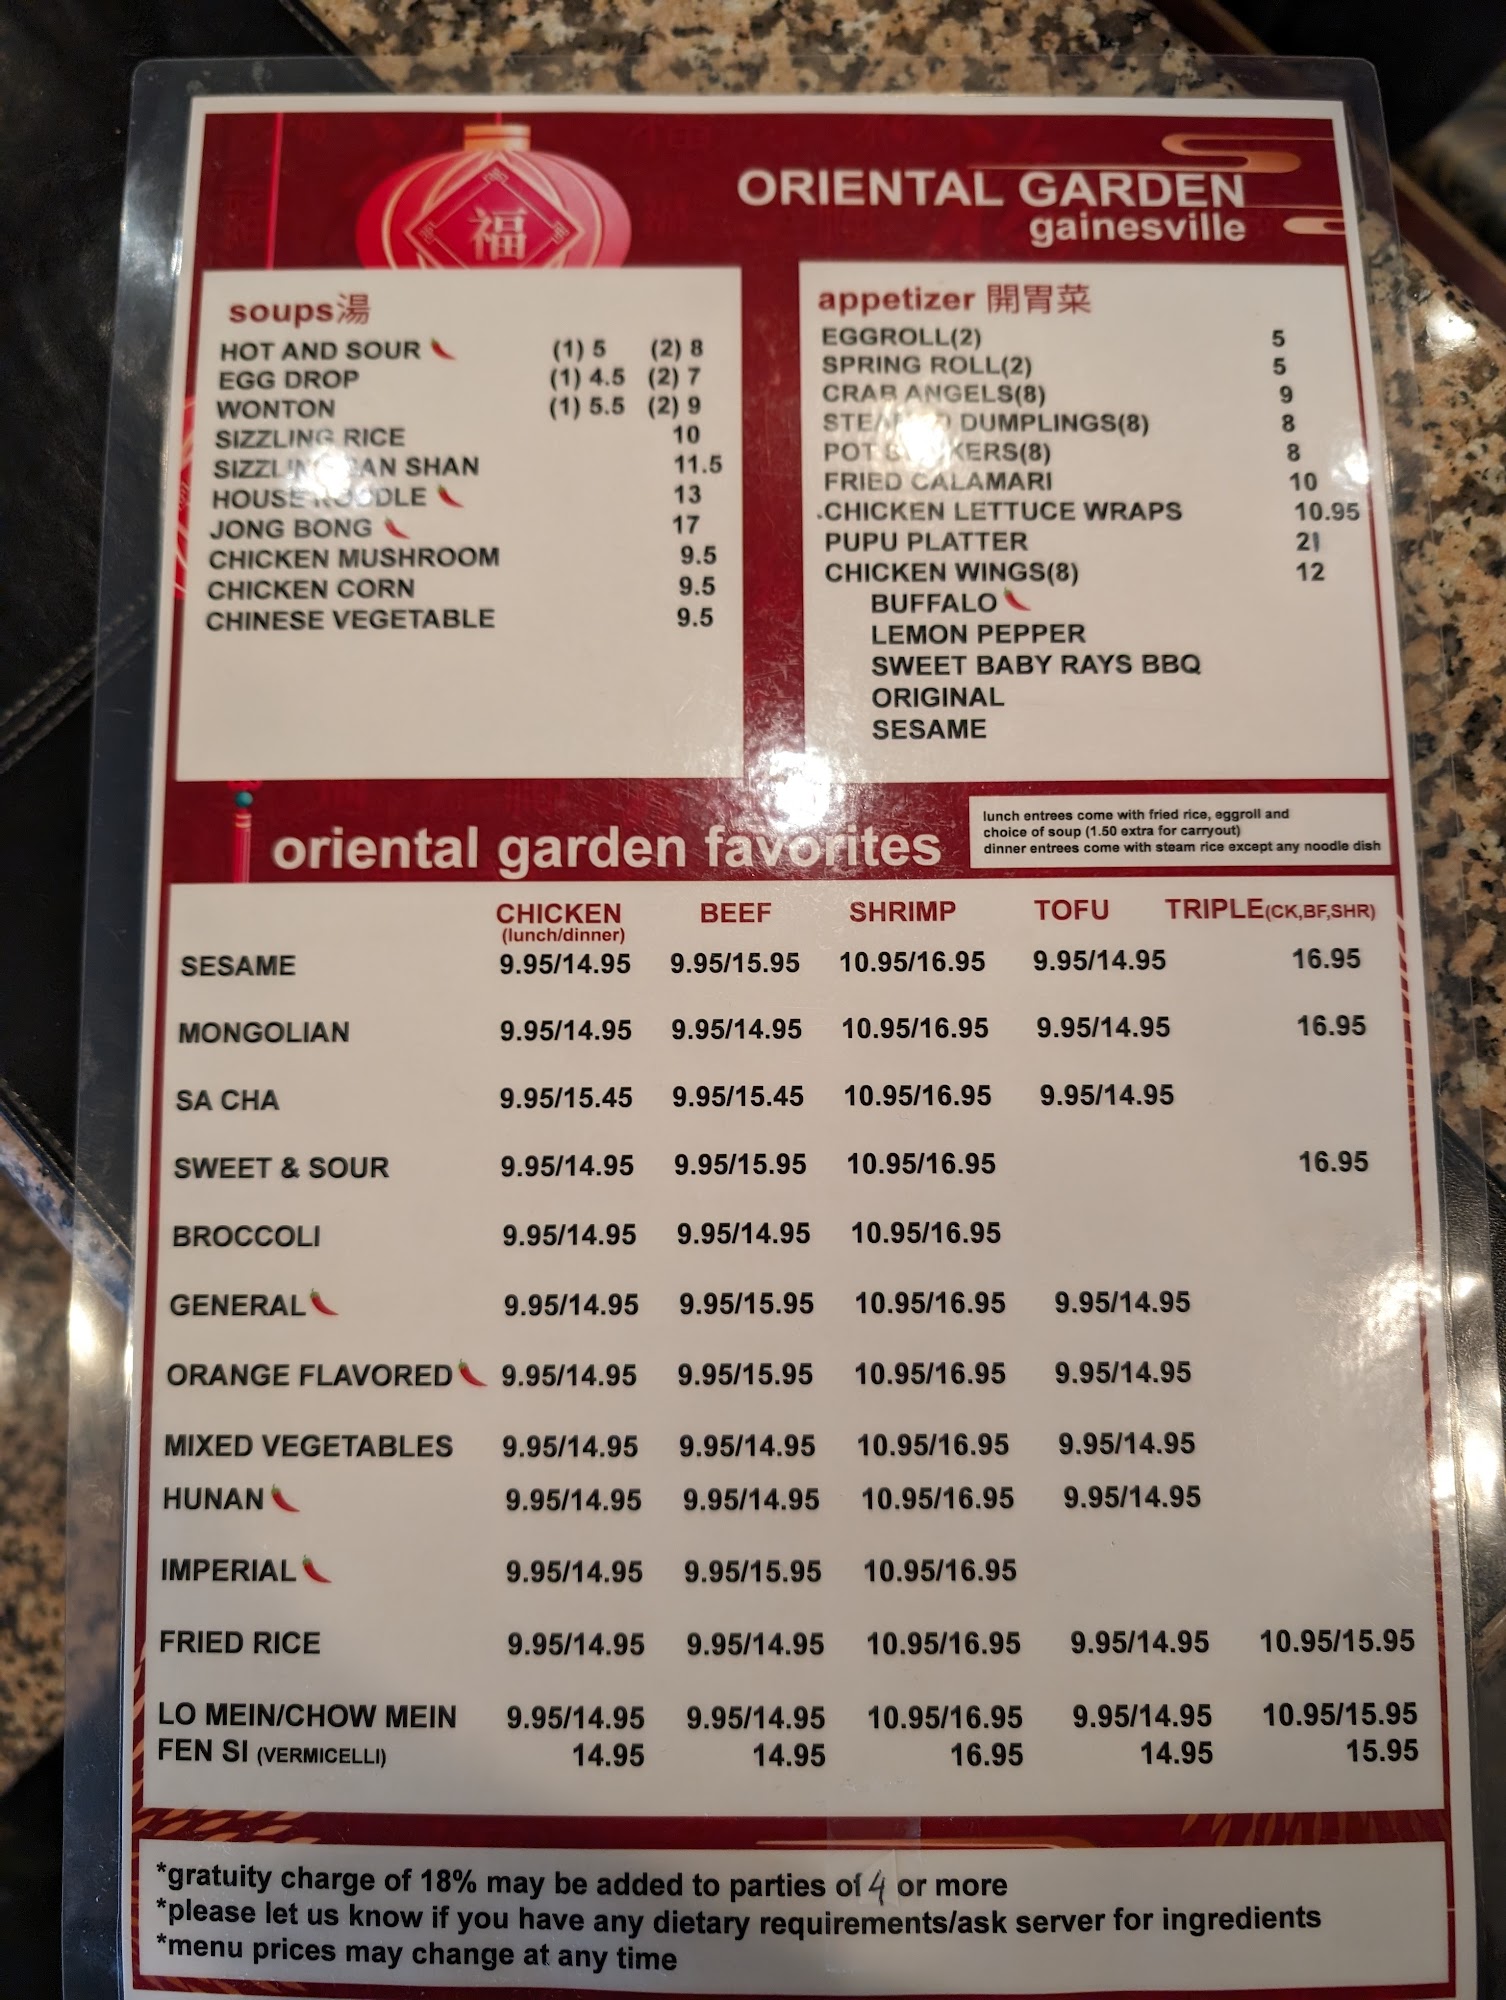 福
ORIENTAL GARDEN
gainesville
soups湯
HOT AND SOUR (1) 5 (2) 8
EGG DROP (1) 4.5 (2) 7
WONTON (1) 5.5 (2) 9
SIZZLING RICE 10
SAN SHAN 11.5
HOUSE 13
JONG BONG 17
CHICKEN MUSHROOM 9.5
CHICKEN CORN 9.5
CHINESE VEGETABLE 9.5
appetizer 開胃菜
EGGROLL(2) 5
SPRING ROLL(2) 5
CRAB ANGELS(8) 9
DUMPLINGS(8) 8
POT 8
FRIED CALAMARI 10
.CHICKEN LETTUCE WRAPS 10.95
PUPU PLATTER 21
CHICKEN WINGS(8) 12
BUFFALO
LEMON PEPPER
SWEET BABY RAYS BBQ
ORIGINAL
SESAME
oriental garden favorites
lunch entrees come with fried rice, eggroll and
choice of soup (1.50 extra for carryout)
dinner entrees come with steam rice except any noodle dish
CHICKEN BEEF SHRIMP TOFU TRIPLE(CK,BF,SHR)
(lunch/dinner)
SESAME 9.95/14.95 9.95/15.95 10.95/16.95 9.95/14.95 16.95
MONGOLIAN 9.95/14.95 9.95/14.95 10.95/16.95 9.95/14.95 16.95
SA CHA 9.95/15.45 9.95/15.45 10.95/16.95 9.95/14.95
SWEET & SOUR 9.95/14.95 9.95/15.95 10.95/16.95 16.95
BROCCOLI 9.95/14.95 9.95/14.95 10.95/16.95
GENERAL 9.95/14.95 9.95/15.95 10.95/16.95 9.95/14.95
ORANGE FLAVORED 9.95/14.95 9.95/15.95 10.95/16.95 9.95/14.95
MIXED VEGETABLES 9.95/14.95 9.95/14.95 10.95/16.95 9.95/14.95
HUNAN 9.95/14.95 9.95/14.95 10.95/16.95 9.95/14.95
IMPERIAL 9.95/14.95 9.95/15.95 10.95/16.95
FRIED RICE 9.95/14.95 9.95/14.95 10.95/16.95 9.95/14.95 10.95/15.95
LO MEIN/CHOW MEIN 9.95/14.95 9.95/14.95 10.95/16.95 9.95/14.95 10.95/15.95
FEN SI (VERMICELLI) 14.95 14.95 16.95 14.95 15.95
*gratuity charge of 18% may be added to parties of 4 or more
*please let us know if you have any dietary requirements/ask server for ingredients
*menu prices may change at any time